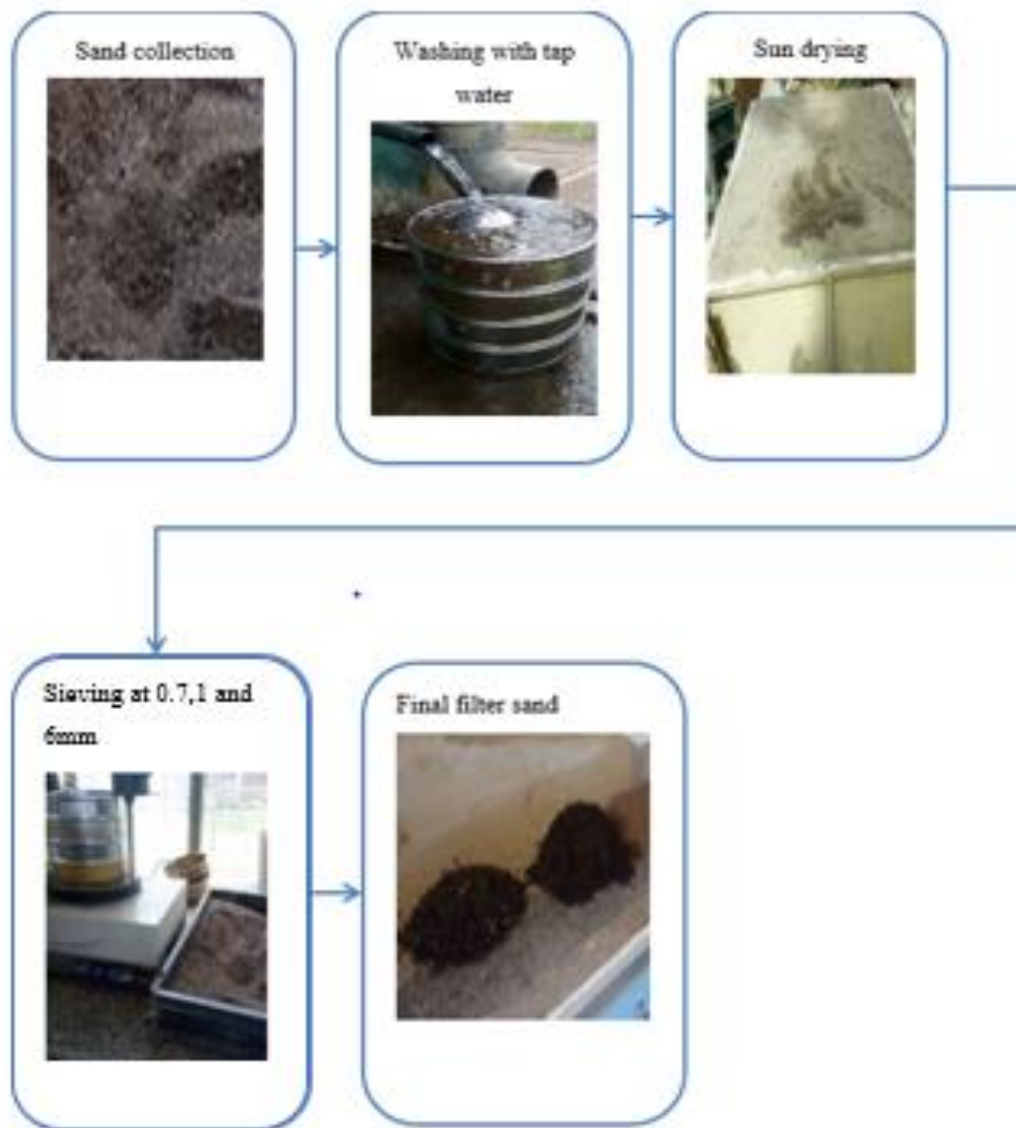 Sand collection
Washing with tap
water
Sun drying
Sieving at 0.7,1 and
6mm
Final filter sand